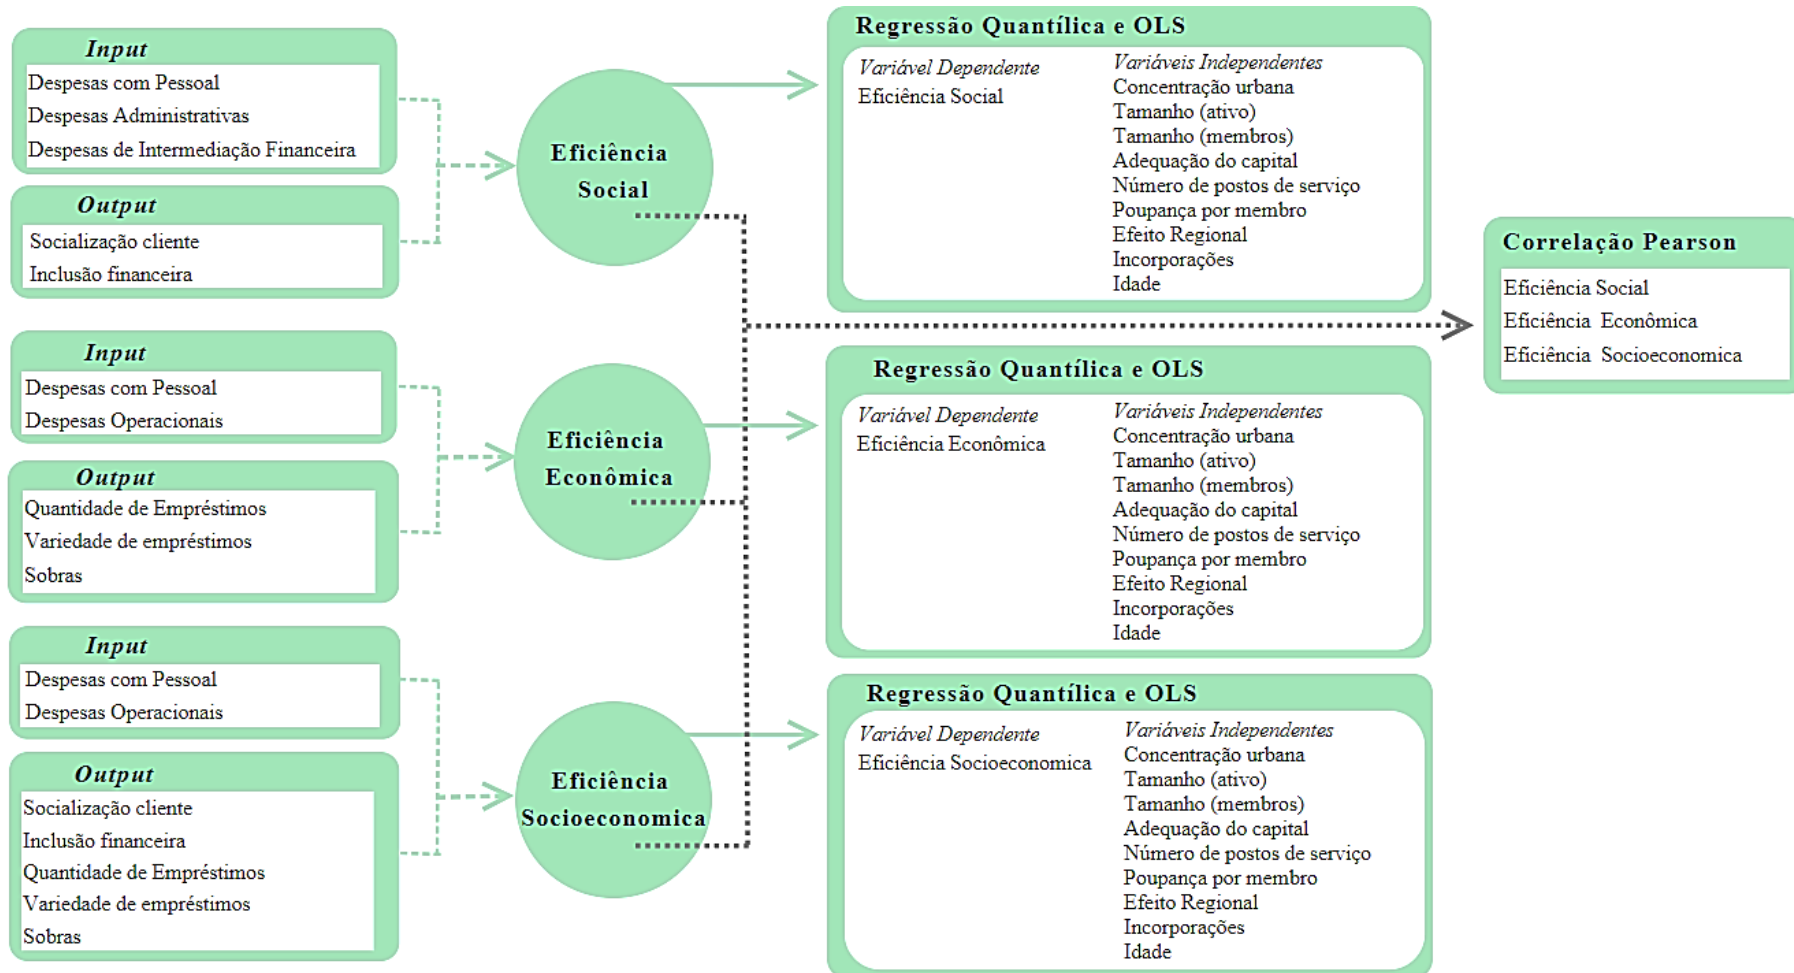 Input
Despesas com Pessoal
Despesas Administrativas
Despesas de Intermediação Financeira
Output
Socialização cliente
Inclusão financeira
Eficiência
Social
Regressão Quantílica e OLS
Variável Dependente
Eficiência Social
Variáveis Independentes
Concentração urbana
Tamanho (ativo)
Tamanho (membros)
Adequação do capital
Número de postos de serviço
Poupança por membro
Efeito Regional
Incorporações
Idade
Input
Despesas com Pessoal
Despesas Operacionais
Output
Quantidade de Empréstimos
Variedade de empréstimos
Sobras
Eficiência
Econômica
Regressão Quantílica e OLS
Variável Dependente
Eficiência Econômica
Variáveis Independentes
Concentração urbana
Tamanho (ativo)
Tamanho (membros)
Adequação do capital
Número de postos de serviço
Poupança por membro
Efeito Regional
Incorporações
Idade
Input
Despesas com Pessoal
Despesas Operacionais
Output
Socialização cliente
Inclusão financeira
Quantidade de Empréstimos
Variedade de empréstimos
Sobras
Eficiência
Socioeconomica
Regressão Quantílica e OLS
Variável Dependente
Eficiência Socioeconomica
Variáveis Independentes
Concentração urbana
Tamanho (ativo)
Tamanho (membros)
Adequação do capital
Número de postos de serviço
Poupança por membro
Efeito Regional
Incorporações
Idade
Correlação Pearson
Eficiência Social
Eficiência Econômica
Eficiência Socioeconomica